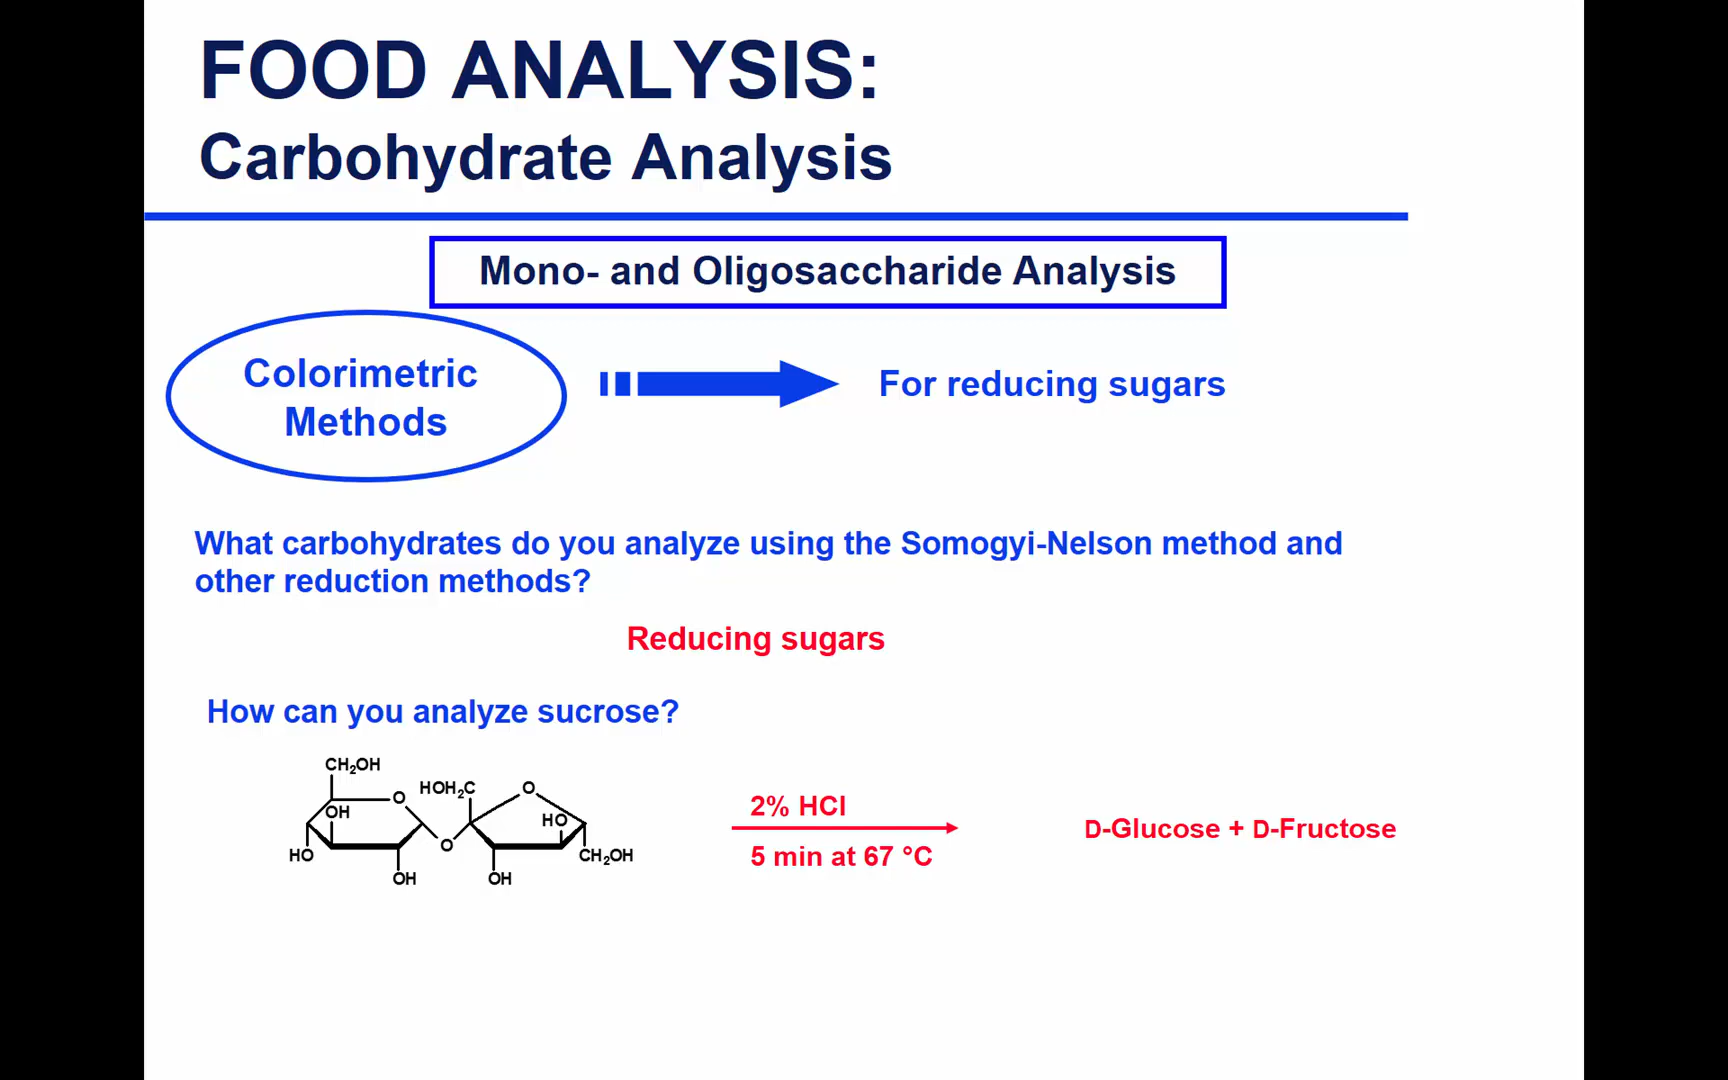 FOOD ANALYSIS:
Carbohydrate Analysis
Mono- and Oligosaccharide Analysis
Colorimetric
Methods
For reducing sugars
What carbohydrates do you analyze using the Somogyi-Nelson method and
other reduction methods?
Reducing sugars
How can you analyze sucrose?
CH₂OH
O
OH
HO
OH
O
HOH₂C
O
HO
CH₂OH
OH
2% HCl
5 min at 67 °C
D-Glucose + D-Fructose